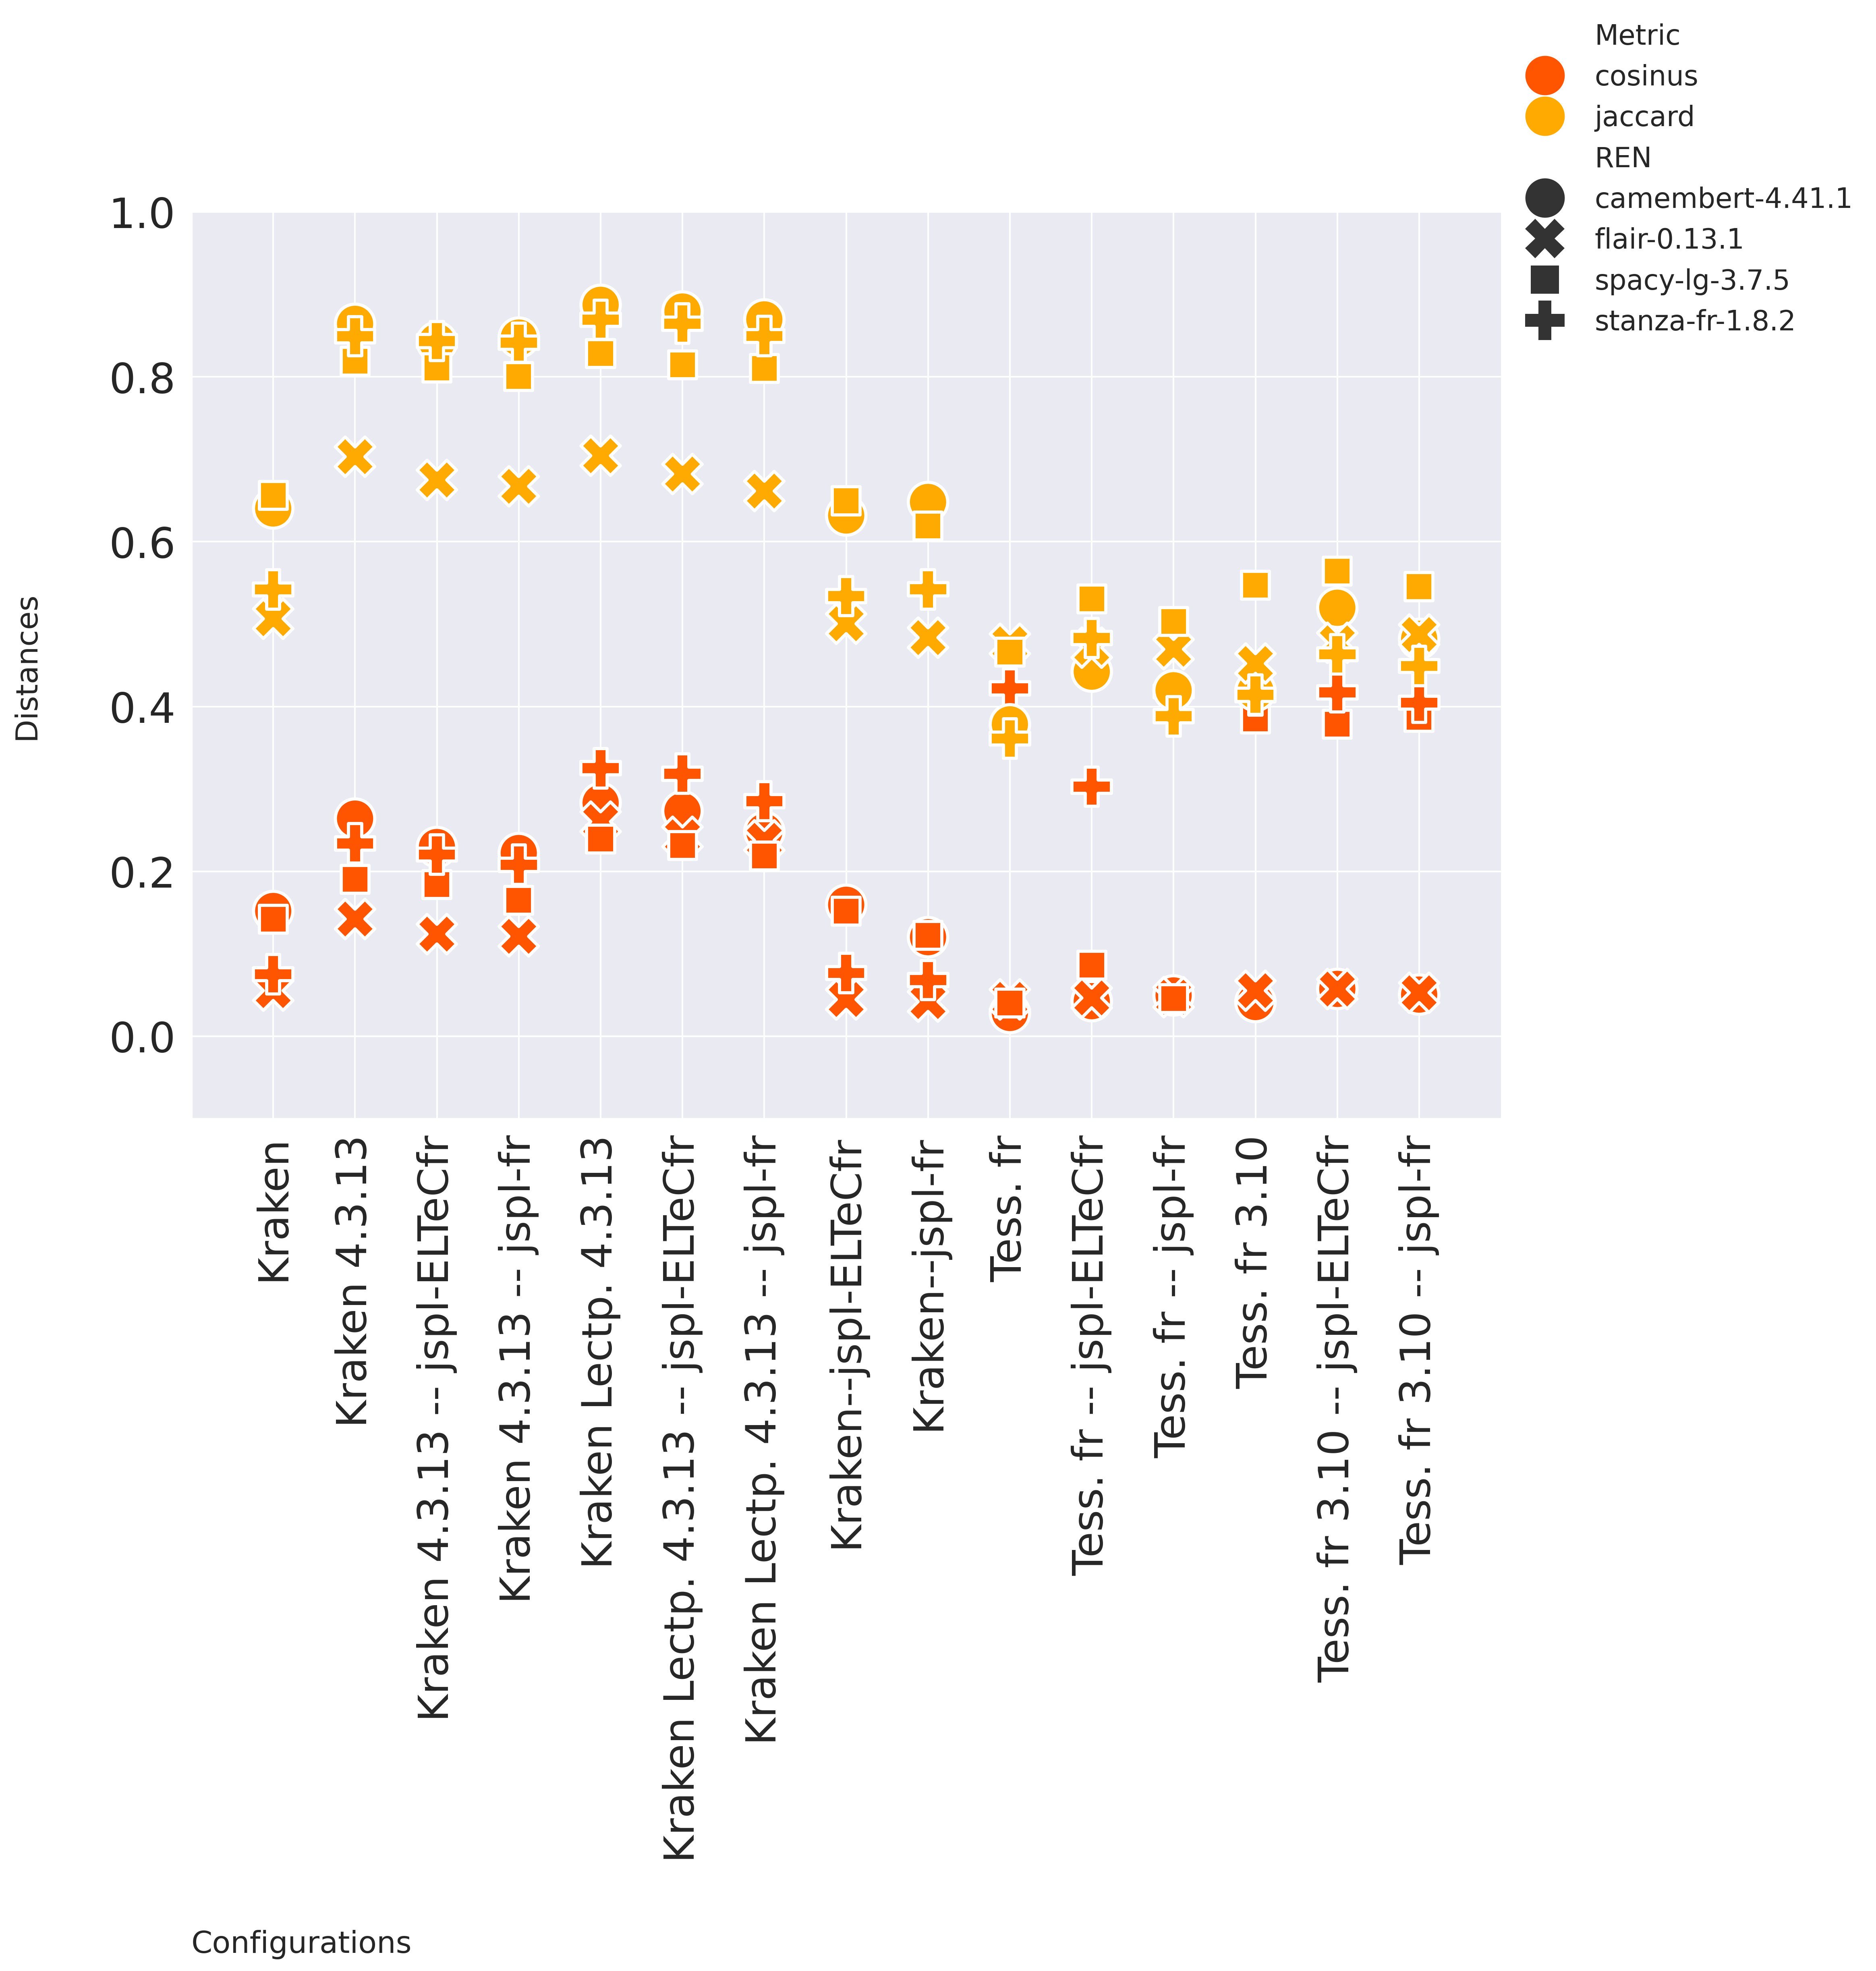 Metric
cosinus
jaccard
REN
camembert-4.41.1
flair-0.13.1
spacy-lg-3.7.5
stanza-fr-1.8.2
1.0
0.8
0.6
0.4
0.2
0.0
Distances
Kraken
Kraken 4.3.13
Kraken 4.3.13 -- jspl-ELTeCfr
Kraken 4.3.13 -- jspl-fr
Kraken Lectp. 4.3.13
Kraken Lectp. 4.3.13 -- jspl-ELTeCfr
Kraken Lectp. 4.3.13 -- jspl-fr
Kraken--jspl-ELTeCfr
Kraken--jspl-fr
Tess. fr
Tess. fr -- jspl-ELTeCfr
Tess. fr -- jspl-fr
Tess. fr 3.10
Tess. fr 3.10 -- jspl-ELTeCfr
Tess. fr 3.10 -- jspl-fr
Configurations